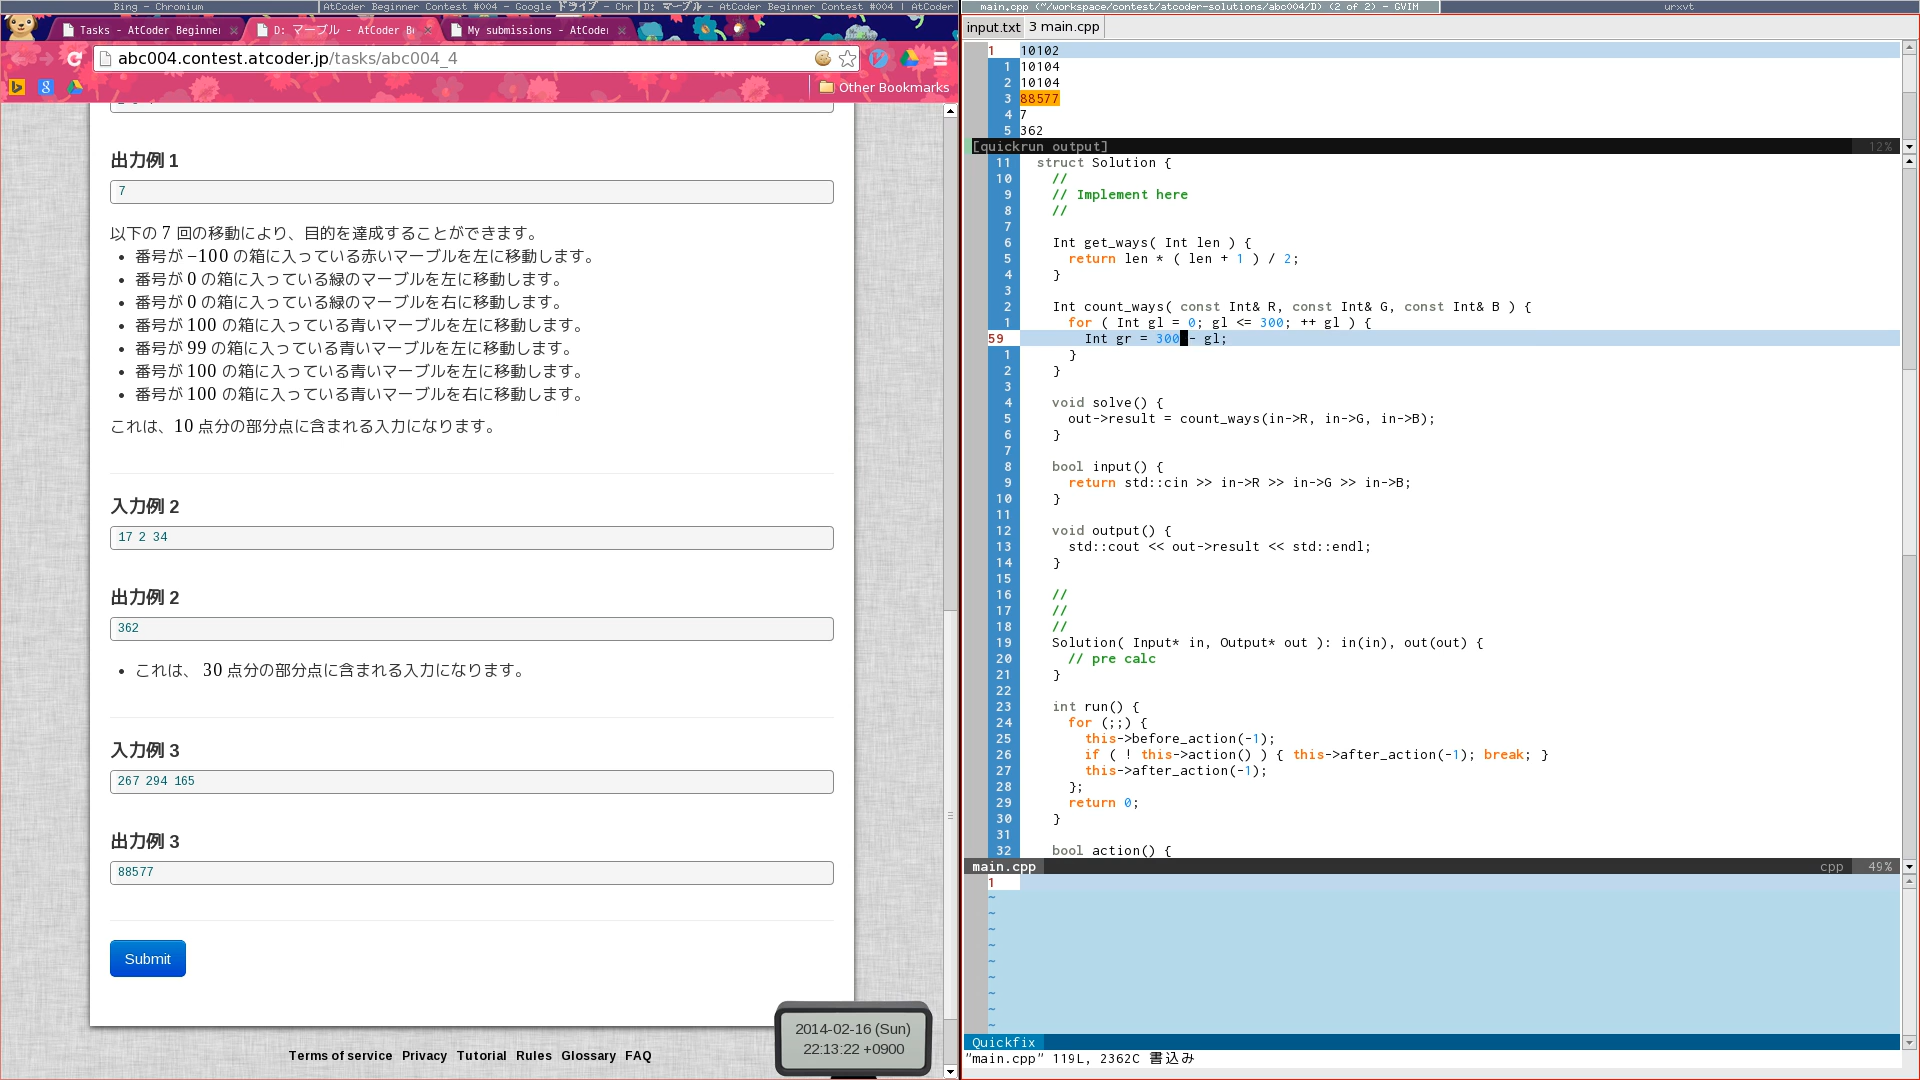 Bing - Chromium
AtCoder Beginner Contest #004 - Google ドライブ - Chr
D: マーブル - AtCoder Beginner Contest #004 | AtCoder
main.cpp (~/workspace/contest/atcoder-solutions/abc004/D) (2 of 2) - GVIM
urxvt
Tasks - AtCoder Beginner
D: マーブル - AtCoder Be
My submissions - AtCoder
abc004.contest.atcoder.jp/tasks/abc004_4
Other Bookmarks
出力例 1
7
以下の 7 回の移動により、目的を達成することができます。
• 番号が −100 の箱に入っている赤いマーブルを左に移動します。
• 番号が 0 の箱に入っている緑のマーブルを左に移動します。
• 番号が 0 の箱に入っている緑のマーブルを右に移動します。
• 番号が 100 の箱に入っている青いマーブルを左に移動します。
• 番号が 99 の箱に入っている青いマーブルを左に移動します。
• 番号が 100 の箱に入っている青いマーブルを左に移動します。
• 番号が 100 の箱に入っている青いマーブルを右に移動します。
これは、10 点分の部分点に含まれる入力になります。
入力例 2
17 2 34
出力例 2
362
• これは、 30 点分の部分点に含まれる入力になります。
入力例 3
267 294 165
出力例 3
88577
Submit
Terms of service Privacy Tutorial Rules Glossary FAQ
2014-02-16 (Sun)
22:13:22 +0900
input.txt 3 main.cpp
1 10102
1 10104
2 10104
3 88577
4 7
5 362
[quickrun output] 12%
11 struct Solution {
10 //
9 // Implement here
8 //
7
6 Int get_ways( Int len ) {
5 return len * ( len + 1 ) / 2;
4 }
3
2 Int count_ways( const Int& R, const Int& G, const Int& B ) {
1 for ( Int gl = 0; gl <= 300; ++ gl ) {
59 Int gr = 300 - gl;
1 }
2 }
3
4 void solve() {
5 out->result = count_ways(in->R, in->G, in->B);
6 }
7
8 bool input() {
9 return std::cin >> in->R >> in->G >> in->B;
10 }
11
12 void output() {
13 std::cout << out->result << std::endl;
14 }
15
16 //
17 //
18 //
19 Solution( Input* in, Output* out ): in(in), out(out) {
20 // pre calc
21 }
22
23 int run() {
24 for (;;) {
25 this->before_action(-1);
26 if ( ! this->action() ) { this->after_action(-1); break; }
27 this->after_action(-1);
28 };
29 return 0;
30 }
31
32 bool action() {
main.cpp cpp 49%
1
~
~
~
~
~
~
~
~
~
Quickfix
"main.cpp" 119L, 2362C 書込み